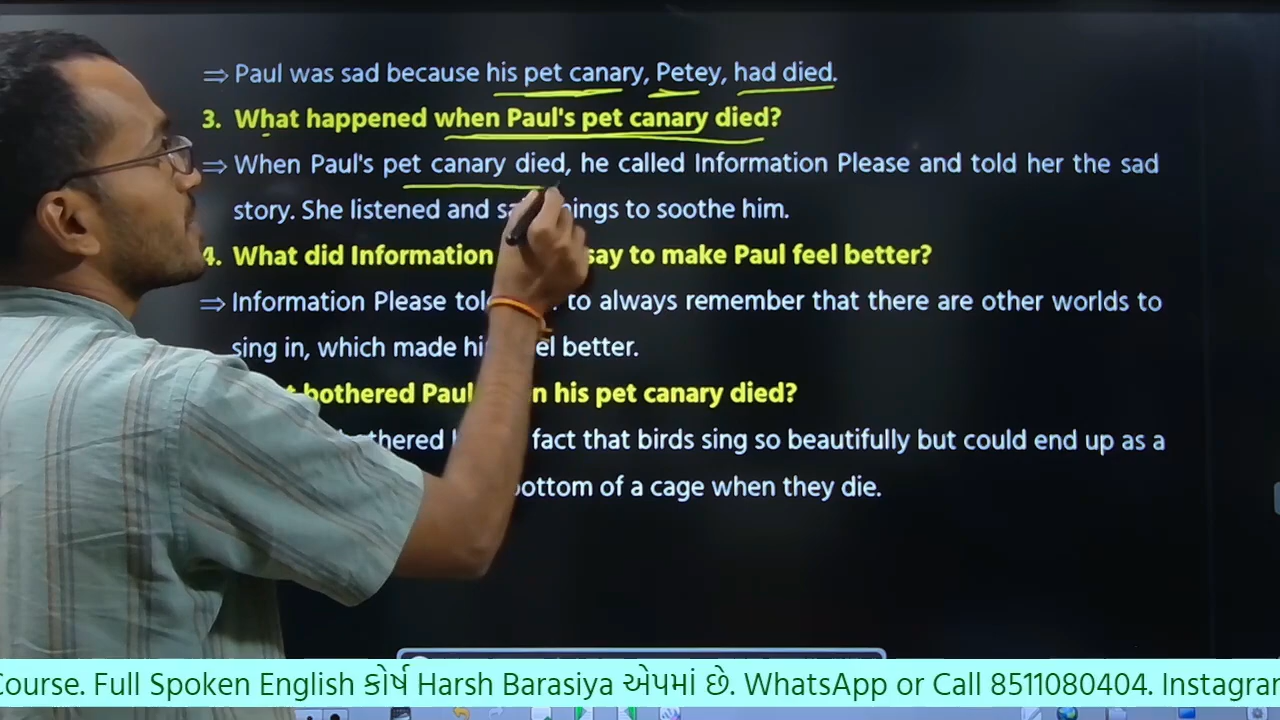 ⇒ Paul was sad because his pet canary, Petey, had died.
3. What happened when Paul's pet canary died?
⇒ When Paul's pet canary died, he called Information Please and told her the sad
story. She listened and things to soothe him.
4. What did Information say to make Paul feel better?
⇒ Information Please to always remember that there are other worlds to
sing in, which made better.
bothered Paul his pet canary died?
fact that birds sing so beautifully but could end up as a
bottom of a cage when they die.
Course. Full Spoken English કોર્ષ Harsh Barasiya એપમાં છે. WhatsApp or Call 8511080404.